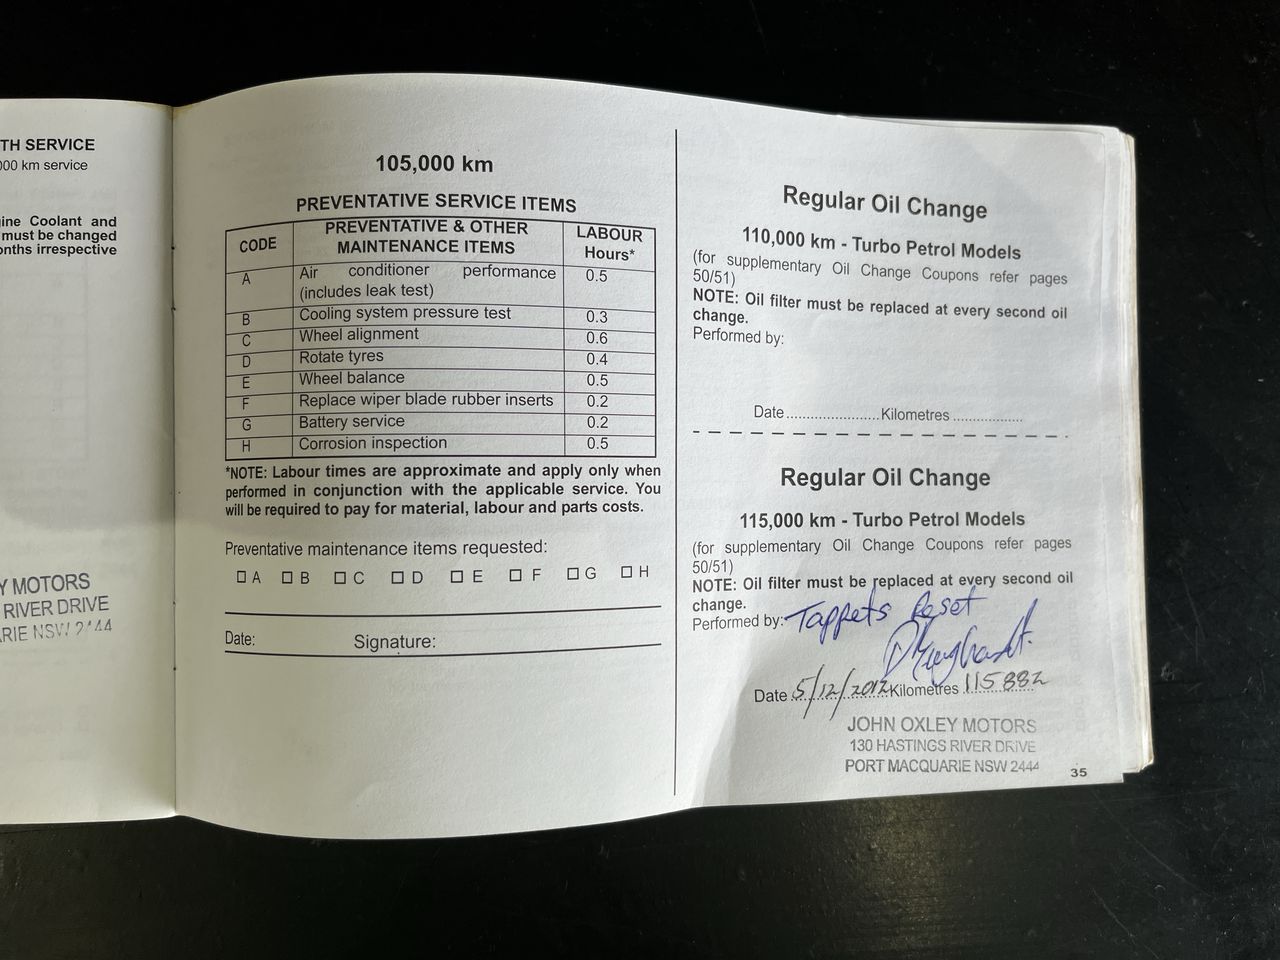 TH SERVICE
000 km service
ine Coolant and
must be changed
onths irrespective
Y MOTORS
RIVER DRIVE
ARIE NSW 2444
105,000 km
PREVENTATIVE SERVICE ITEMS
CODE PREVENTATIVE & OTHER MAINTENANCE ITEMS LABOUR Hours*
A Air conditioner performance (includes leak test) 0.5
B Cooling system pressure test 0.3
C Wheel alignment 0.6
D Rotate tyres 0.4
E Wheel balance 0.5
F Replace wiper blade rubber inserts 0.2
G Battery service 0.2
H Corrosion inspection 0.5
*NOTE: Labour times are approximate and apply only when
performed in conjunction with the applicable service. You
will be required to pay for material, labour and parts costs.
Preventative maintenance items requested:
☐ A ☐ B ☐ C ☐ D ☐ E ☐ F ☐ G ☐ H
Date: Signature:
Regular Oil Change
110,000 km - Turbo Petrol Models
(for supplementary Oil Change Coupons refer pages
50/51)
NOTE: Oil filter must be replaced at every second oil
change.
Performed by:
Date.......................Kilometres .................
Regular Oil Change
115,000 km - Turbo Petrol Models
(for supplementary Oil Change Coupons refer pages
50/51)
NOTE: Oil filter must be replaced at every second oil
change.
Performed by: Tappets Reset
Date 5/12/2012 Kilometres 115882
JOHN OXLEY MOTORS
130 HASTINGS RIVER DRIVE
PORT MACQUARIE NSW 2444
35